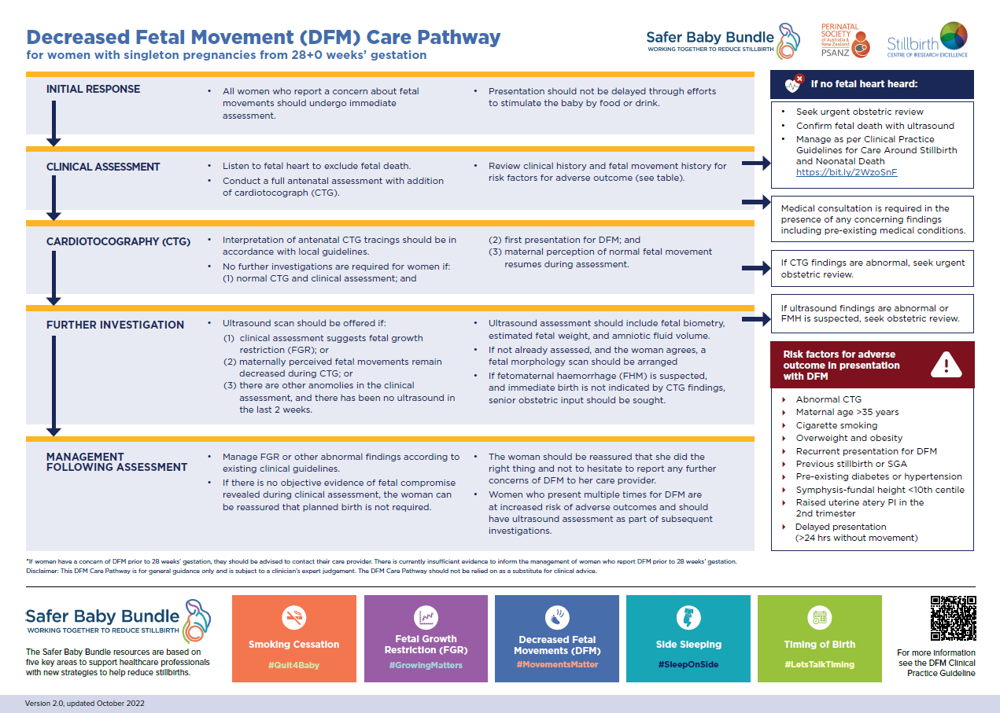 Decreased Fetal Movement (DFM) Care Pathway
for women with singleton pregnancies from 28+0 weeks' gestation
Safer Baby Bundle
WORKING TOGETHER TO REDUCE STILLBIRTH
PERINATAL
SOCIETY
of Australia &
New Zealand
PSANZ
Stillbirth
CENTRE OF RESEARCH EXCELLENCE
INITIAL RESPONSE
• All women who report a concern about fetal
movements should undergo immediate
assessment.
• Presentation should not be delayed through efforts
to stimulate the baby by food or drink.
CLINICAL ASSESSMENT
• Listen to fetal heart to exclude fetal death.
• Conduct a full antenatal assessment with addition
of cardiotocograph (CTG).
• Review clinical history and fetal movement history for
risk factors for adverse outcome (see table).
CARDIOTOCOGRAPHY (CTG)
• Interpretation of antenatal CTG tracings should be in
accordance with local guidelines.
• No further investigations are required for women if:
(1) normal CTG and clinical assessment; and
(2) first presentation for DFM; and
(3) maternal perception of normal fetal movement
resumes during assessment.
FURTHER INVESTIGATION
• Ultrasound scan should be offered if:
(1) clinical assessment suggests fetal growth
restriction (FGR); or
(2) maternally perceived fetal movements remain
decreased during CTG; or
(3) there are other anomolies in the clinical
assessment, and there has been no ultrasound in
the last 2 weeks.
• Ultrasound assessment should include fetal biometry,
estimated fetal weight, and amniotic fluid volume.
• If not already assessed, and the woman agrees, a
fetal morphology scan should be arranged
• If fetomaternal haemorrhage (FHM) is suspected,
and immediate birth is not indicated by CTG findings,
senior obstetric input should be sought.
MANAGEMENT
FOLLOWING ASSESSMENT
• Manage FGR or other abnormal findings according to
existing clinical guidelines.
• If there is no objective evidence of fetal compromise
revealed during clinical assessment, the woman can
be reassured that planned birth is not required.
• The woman should be reassured that she did the
right thing and not to hesitate to report any further
concerns of DFM to her care provider.
• Women who present multiple times for DFM are
at increased risk of adverse outcomes and should
have ultrasound assessment as part of subsequent
investigations.
If no fetal heart heard:
• Seek urgent obstetric review
• Confirm fetal death with ultrasound
• Manage as per Clinical Practice
Guidelines for Care Around Stillbirth
and Neonatal Death
https://bit.ly/2WzoSnF
Medical consultation is required in the
presence of any concerning findings
including pre-existing medical conditions.
If CTG findings are abnormal, seek urgent
obstetric review.
If ultrasound findings are abnormal or
FMH is suspected, seek obstetric review.
Risk factors for adverse
outcome in presentation
with DFM
Abnormal CTG
Maternal age >35 years
Cigarette smoking
Overweight and obesity
Recurrent presentation for DFM
Previous stillbirth or SGA
Pre-existing diabetes or hypertension
Symphysis-fundal height <10th centile
Raised uterine atery PI in the
2nd trimester
Delayed presentation
(>24 hrs without movement)
*If women have a concern of DFM prior to 28 weeks' gestation, they should be advised to contact their care provider. There is currently insufficient evidence to inform the management of women who report DFM prior to 28 weeks' gestation.
Disclaimer: This DFM Care Pathway is for general guidance only and is subject to a clinician's expert judgement. The DFM Care Pathway should not be relied on as a substitute for clinical advice.
Safer Baby Bundle
WORKING TOGETHER TO REDUCE STILLBIRTH
The Safer Baby Bundle resources are based on
five key areas to support healthcare professionals
with new strategies to help reduce stillbirths.
Smoking Cessation
#Quit4Baby
Fetal Growth
Restriction (FGR)
#GrowingMatters
Decreased Fetal
Movements (DFM)
#MovementsMatter
Side Sleeping
#SleepOnSide
Timing of Birth
#LetsTalkTiming
For more information
see the DFM Clinical
Practice Guideline
Version 2.0, updated October 2022